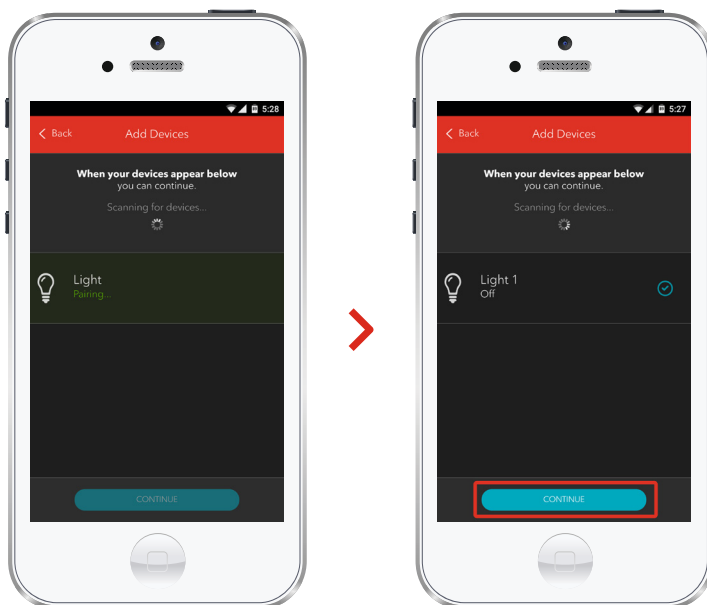 5:28
Back Add Devices
When your devices appear below
you can continue.
Scanning for devices...
Light
Pairing...
CONTINUE
5:27
Back Add Devices
When your devices appear below
you can continue.
Scanning for devices...
Light 1
Off
CONTINUE